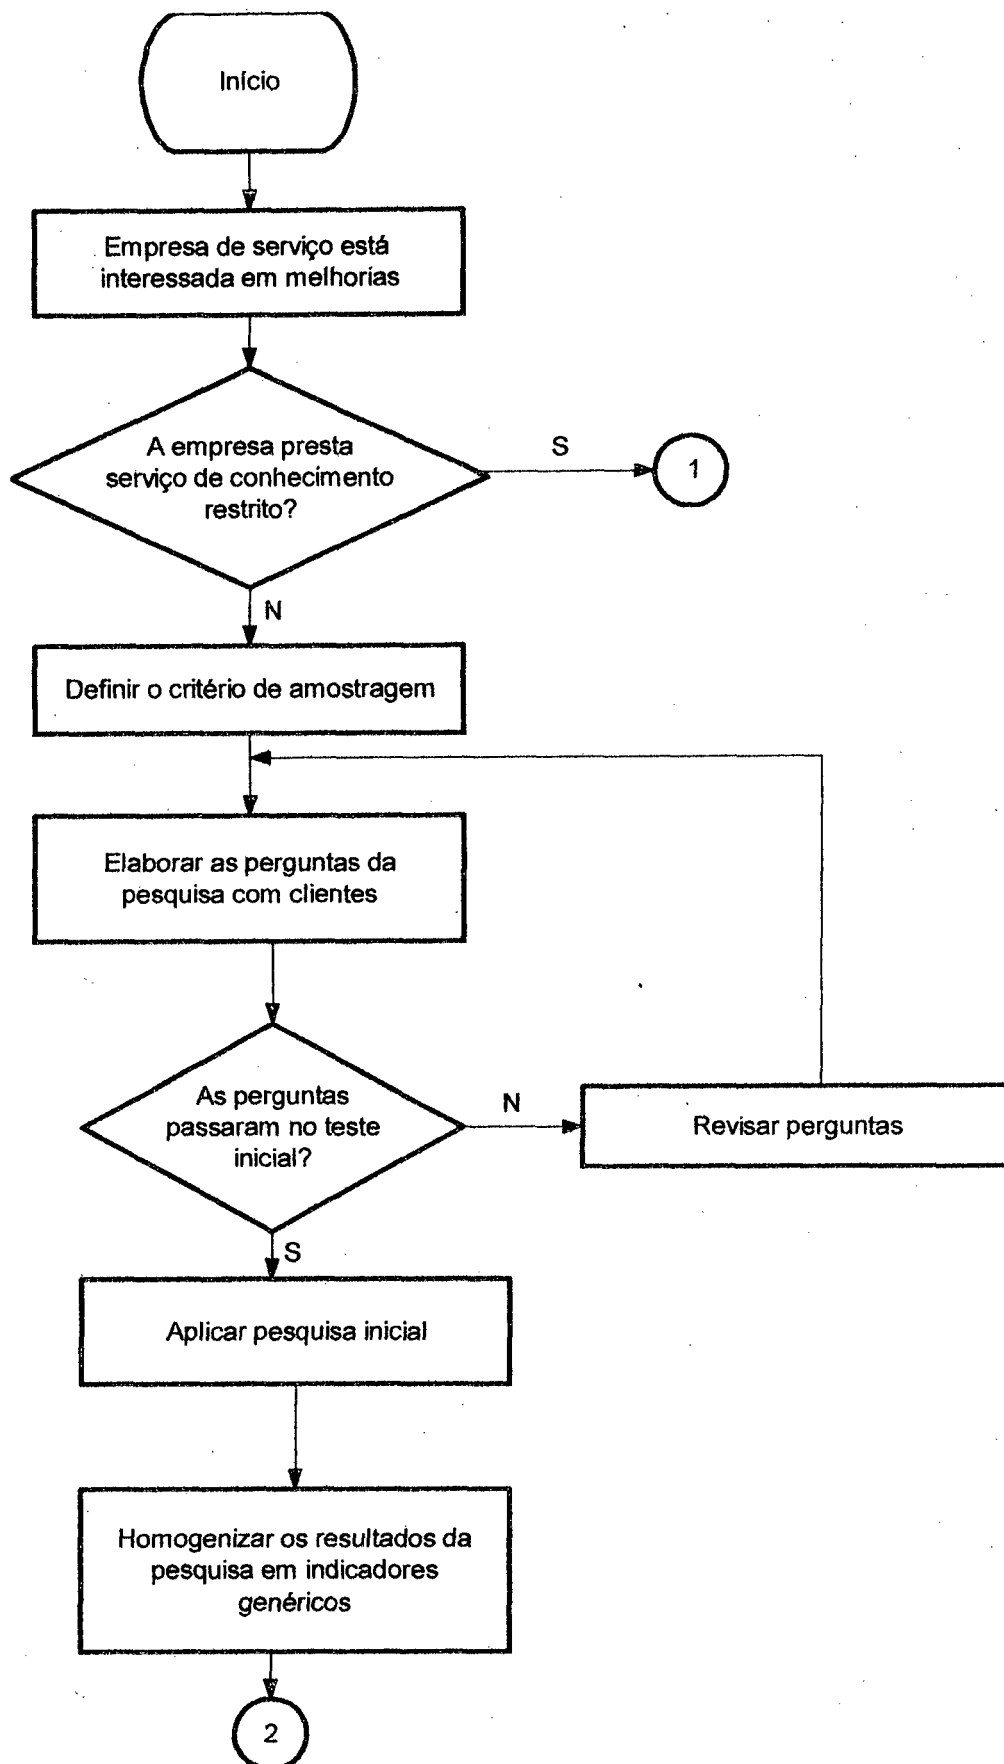 Início
Empresa de serviço está
interessada em melhorias
A empresa presta
serviço de conhecimento
restrito?
S
1
N
Definir o critério de amostragem
Elaborar as perguntas da
pesquisa com clientes
As perguntas
passaram no teste
inicial?
N
Revisar perguntas
S
Aplicar pesquisa inicial
Homogenizar os resultados da
pesquisa em indicadores
genéricos
2